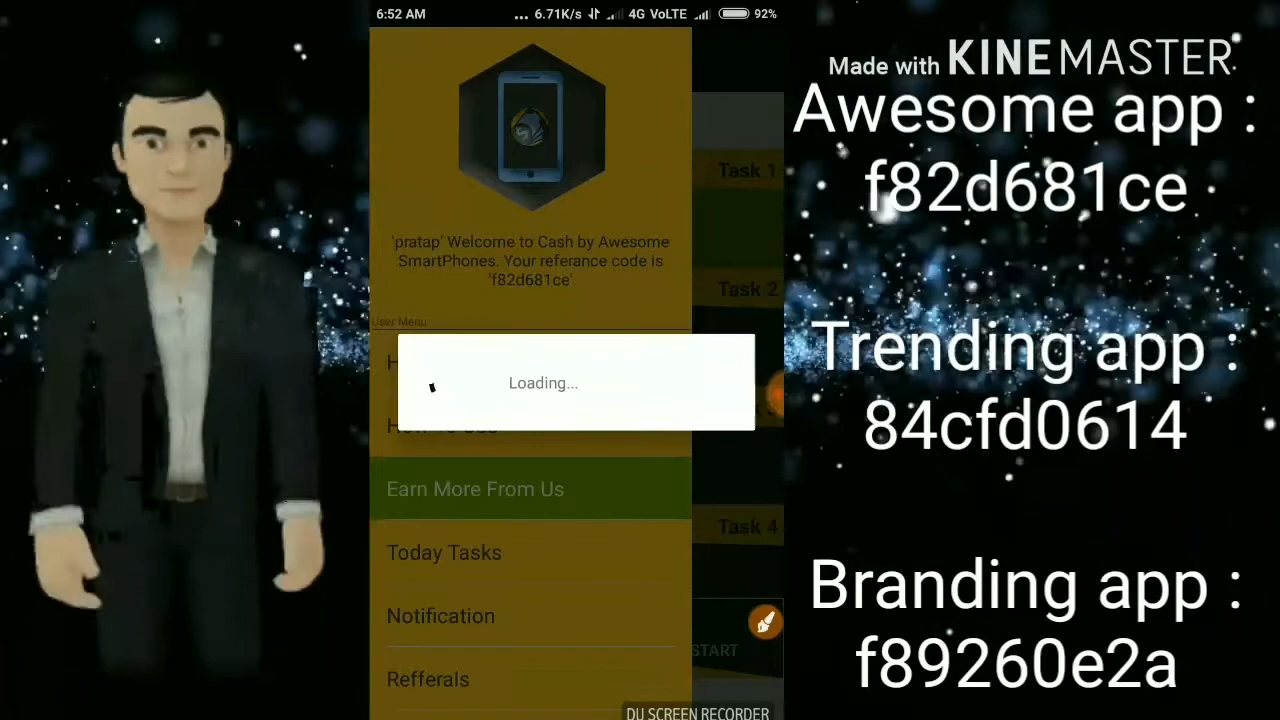 6:52 AM
... 6.71K/s 4G VoLTE 92%
'pratap' Welcome to Cash by Awesome
SmartPhones. Your referance code is
'f82d681ce'
User Menu
Loading...
Earn More From Us
Today Tasks
Notification
Refferals
Task 1
Task 2
Task 4
START
DU SCREEN RECORDER
Made with KINEMASTER
Awesome app :
f82d681ce
Trending app :
84cfd0614
Branding app :
f89260e2a